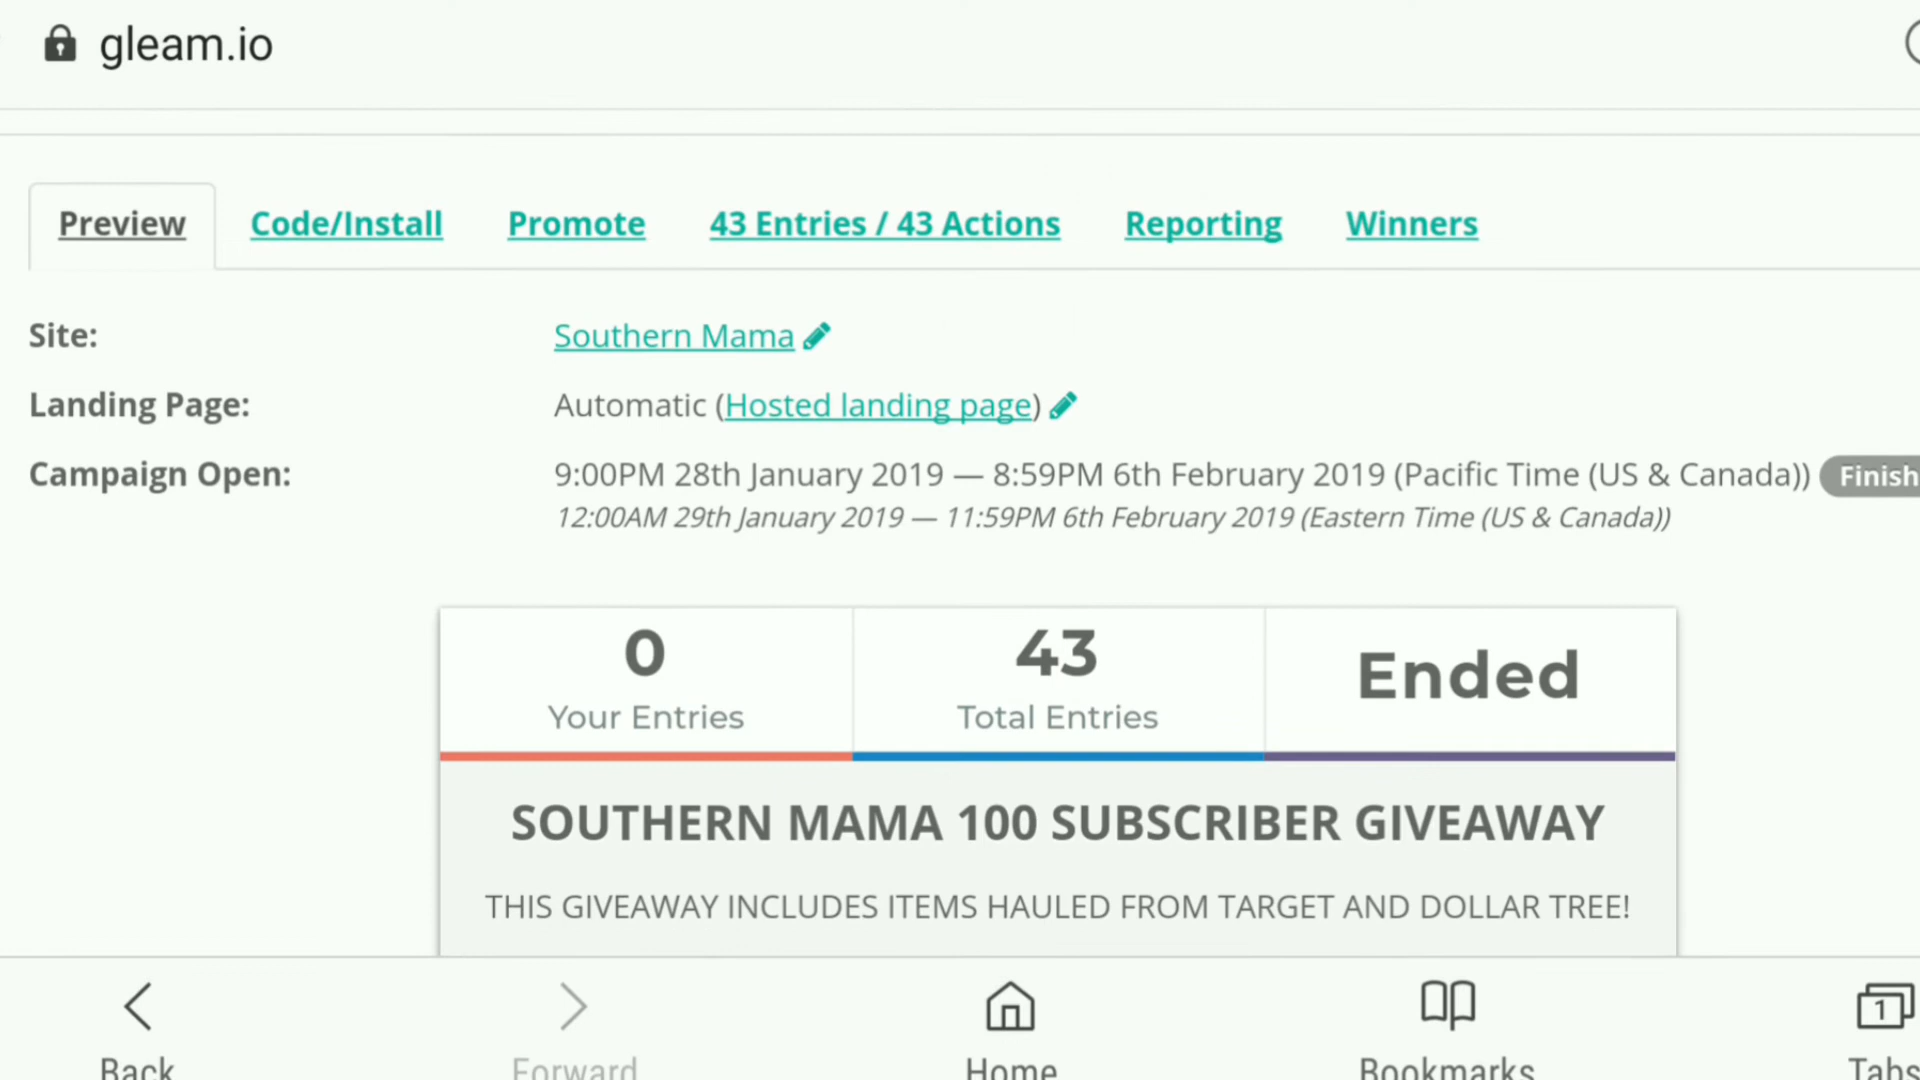 gleam.io
Preview Code/Install Promote 43 Entries / 43 Actions Reporting Winners
Site: Southern Mama
Landing Page: Automatic (Hosted landing page)
Campaign Open: 9:00PM 28th January 2019 — 8:59PM 6th February 2019 (Pacific Time (US & Canada)) Finish
12:00AM 29th January 2019 — 11:59PM 6th February 2019 (Eastern Time (US & Canada))
0 43 Ended
Your Entries Total Entries
SOUTHERN MAMA 100 SUBSCRIBER GIVEAWAY
THIS GIVEAWAY INCLUDES ITEMS HAULED FROM TARGET AND DOLLAR TREE!
1
Back Forward Home Bookmarks Tabs